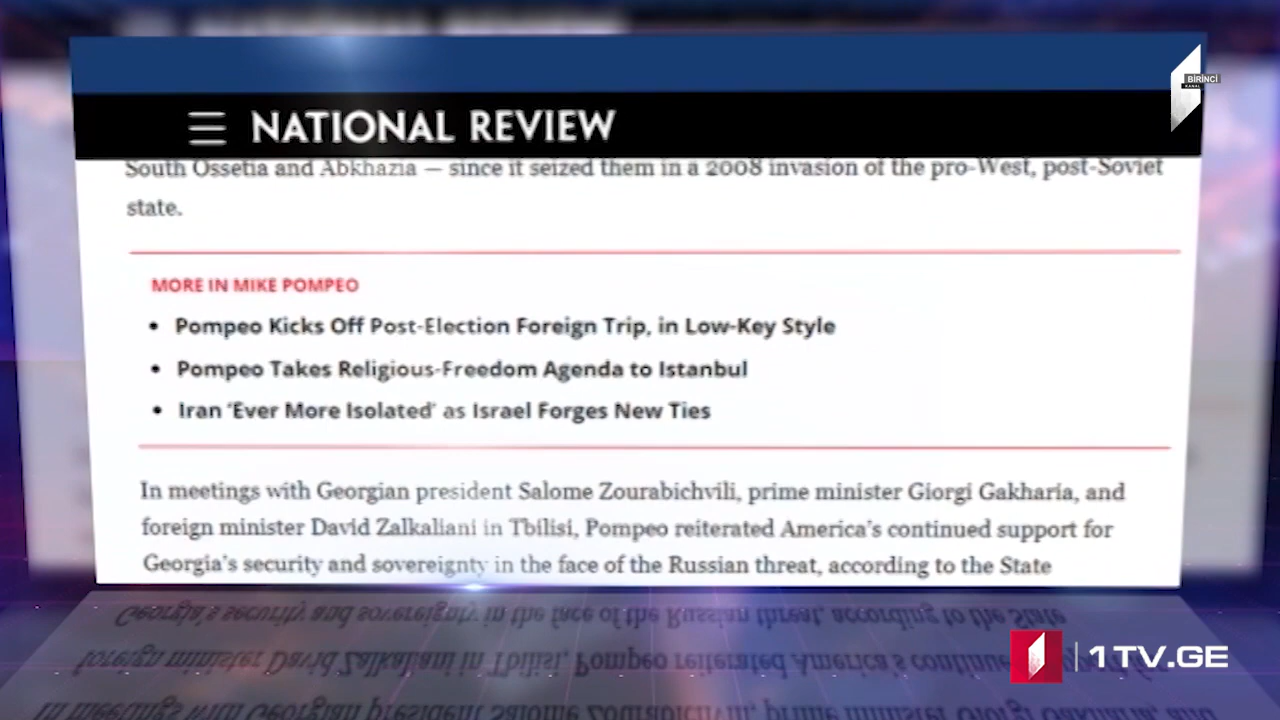 NATIONAL REVIEW
BİRİNCİ
KANAL
South Ossetia and Abkhazia — since it seized them in a 2008 invasion of the pro-West, post-Soviet
state.
MORE IN MIKE POMPEO
• Pompeo Kicks Off Post-Election Foreign Trip, in Low-Key Style
• Pompeo Takes Religious-Freedom Agenda to Istanbul
• Iran ‘Ever More Isolated’ as Israel Forges New Ties
In meetings with Georgian president Salome Zourabichvili, prime minister Giorgi Gakharia, and
foreign minister David Zalkaliani in Tbilisi, Pompeo reiterated America’s continued support for
Georgia’s security and sovereignty in the face of the Russian threat, according to the State
1TV.GE